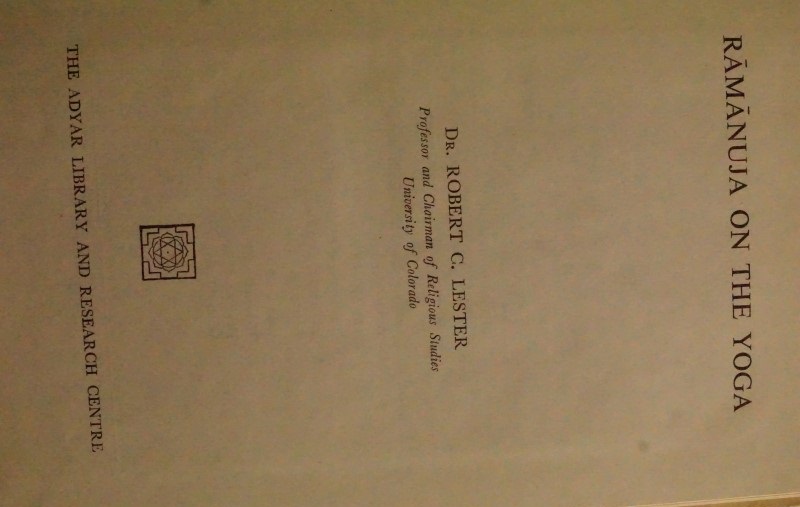 RĀMĀNUJA ON THE YOGA
DR. ROBERT C. LESTER
Professor and Chairman of Religious Studies
University of Colorado
THE ADYAR LIBRARY AND RESEARCH CENTRE